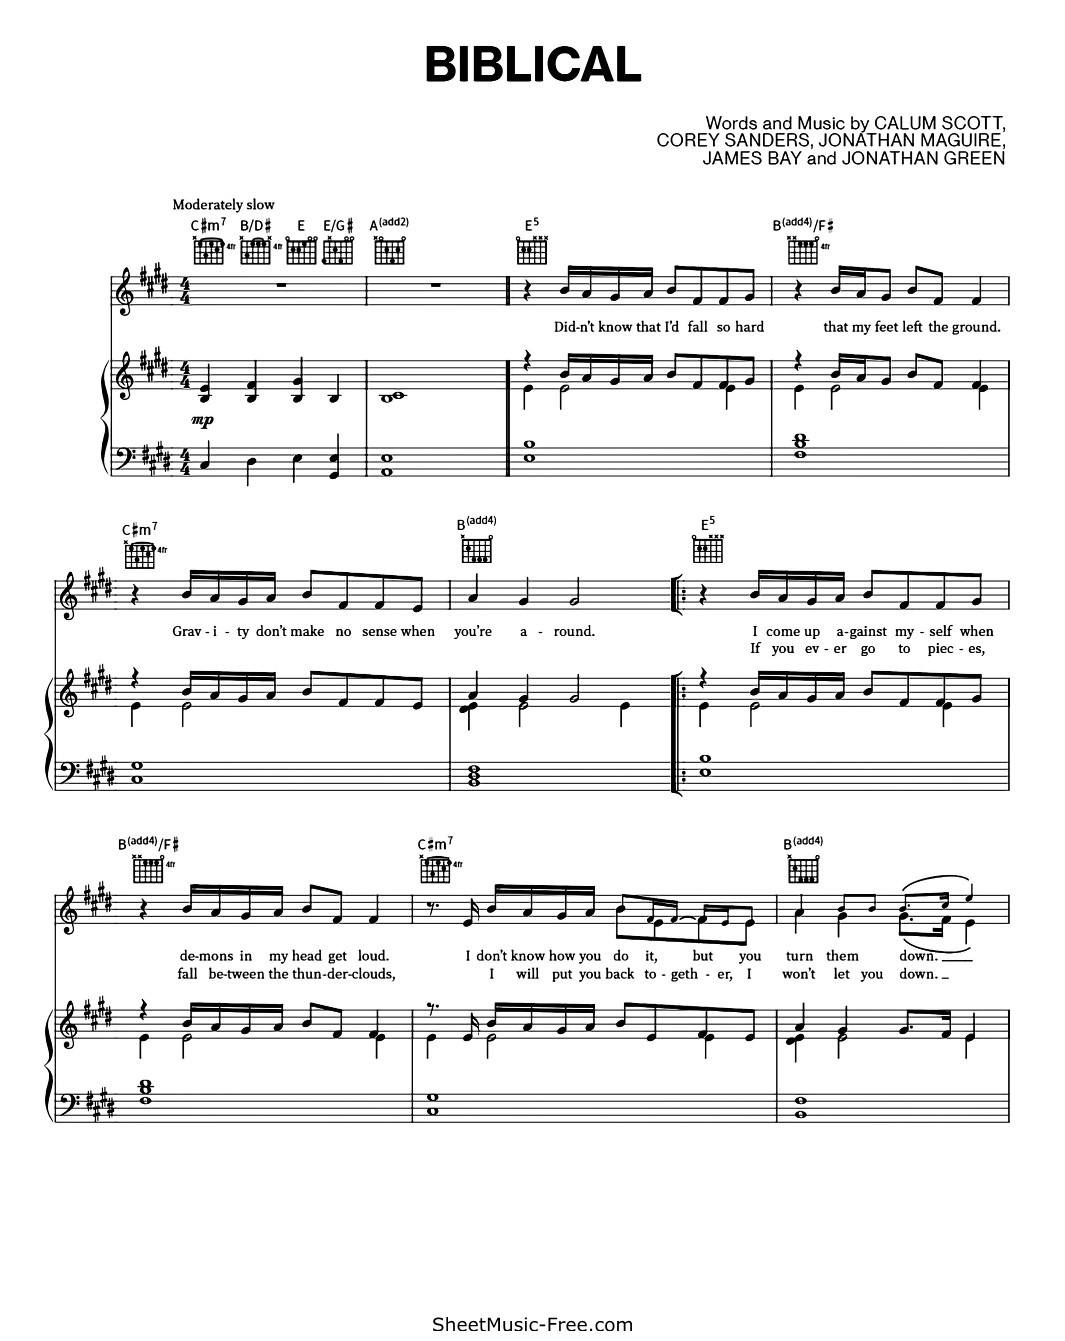 BIBLICAL
Words and Music by CALUM SCOTT,
COREY SANDERS, JONATHAN MAGUIRE,
JAMES BAY and JONATHAN GREEN
Moderately slow
C♯m7 B/D♯ E E/G♯ A(add2) E5 B(add4)/F♯
4fr 4fr 4fr
Did-n't know that I'd fall so hard that my feet left the ground.
mp
C♯m7 B(add4) E5
4fr
Grav - i - ty don't make no sense when you're a - round. I come up a-gainst my - self when
If you ev - er go to piec - es,
B(add4)/F♯ C♯m7 B(add4)
4fr 4fr
de-mons in my head get loud. I don't know how you do it, but you turn them down.
fall be-tween the thun-der-clouds, I will put you back to - geth - er, I won't let you down.
SheetMusic-Free.com